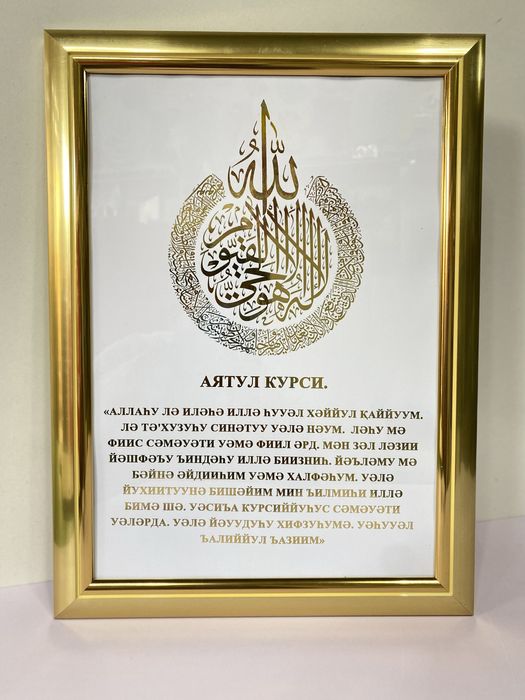 الله
لا إله إلا هو الحي القيوم
АЯТУЛ КУРСИ.
«АЛЛАҺУ ЛӘ ИЛӘҺӘ ИЛЛӘ ҺУУӘЛ ХӘЙЙУЛ ҚАЙЙУУМ.
ЛӘ ТӘ'ХУЗУҺУ СИНӘТУУ УӘЛӘ НӘУМ. ЛӘҺУ МӘ
ФИИС СӘМӘУӘТИ УӘМӘ ФИИЛ ӘРД. МӘН ЗӘЛ ЛӘЗИИ
ЙӘШФӘЪУ ЪИНДӘҺУ ИЛЛӘ БИИЗНИҺ. ЙӘЪЛӘМУ МӘ
БӘЙНӘ ӘЙДИИҺИМ УӘМӘ ХАЛФӘҺУМ. УӘЛӘ
ЙУХИИТУУНӘ БИШӘЙИМ МИН ЪИЛМИҺИ ИЛЛӘ
БИМӘ ШӘ. УӘСИЪА КУРСИЙЙУҺУС СӘМӘУӘТИ
УӘЛӘРДА. УӘЛӘ ЙӘУУДУҺУ ХИФЗУҺУМӘ. УӘҺУУӘЛ
ЪАЛИЙЙУЛ ЪАЗИИМ»